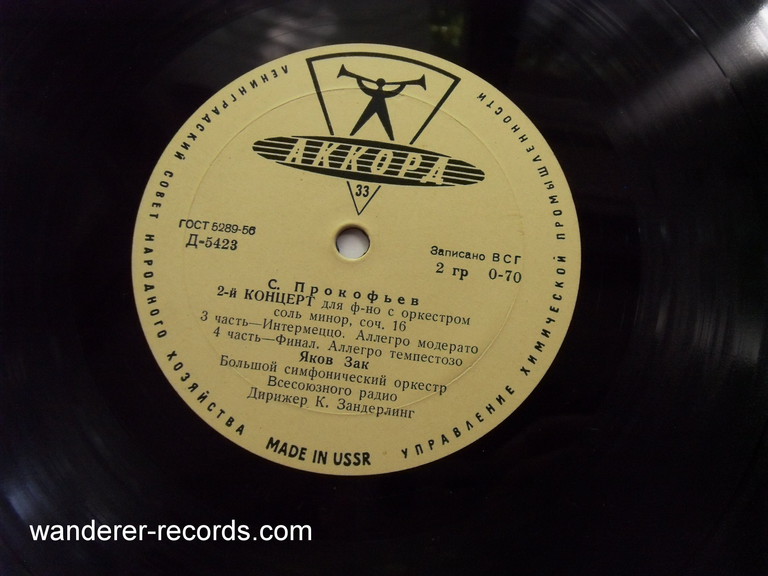 ЛЕНИНГРАДСКИЙ СОВЕТ НАРОДНОГО ХОЗЯЙСТВА
УПРАВЛЕНИЕ ХИМИЧЕСКОЙ ПРОМЫШЛЕННОСТИ
АККОРД
33
ГОСТ 5289-56
Д-5423
Записано ВСГ
2 гр 0-70
С. Прокофьев
2-й КОНЦЕРТ для ф-но с оркестром
соль минор, соч. 16
3 часть—Интермеццо. Аллегро модерато
4 часть—Финал. Аллегро темпестозо
Яков Зак
Большой симфонический оркестр
Всесоюзного радио
Дирижер К. Зандерлинг
MADE IN USSR
wanderer-records.com